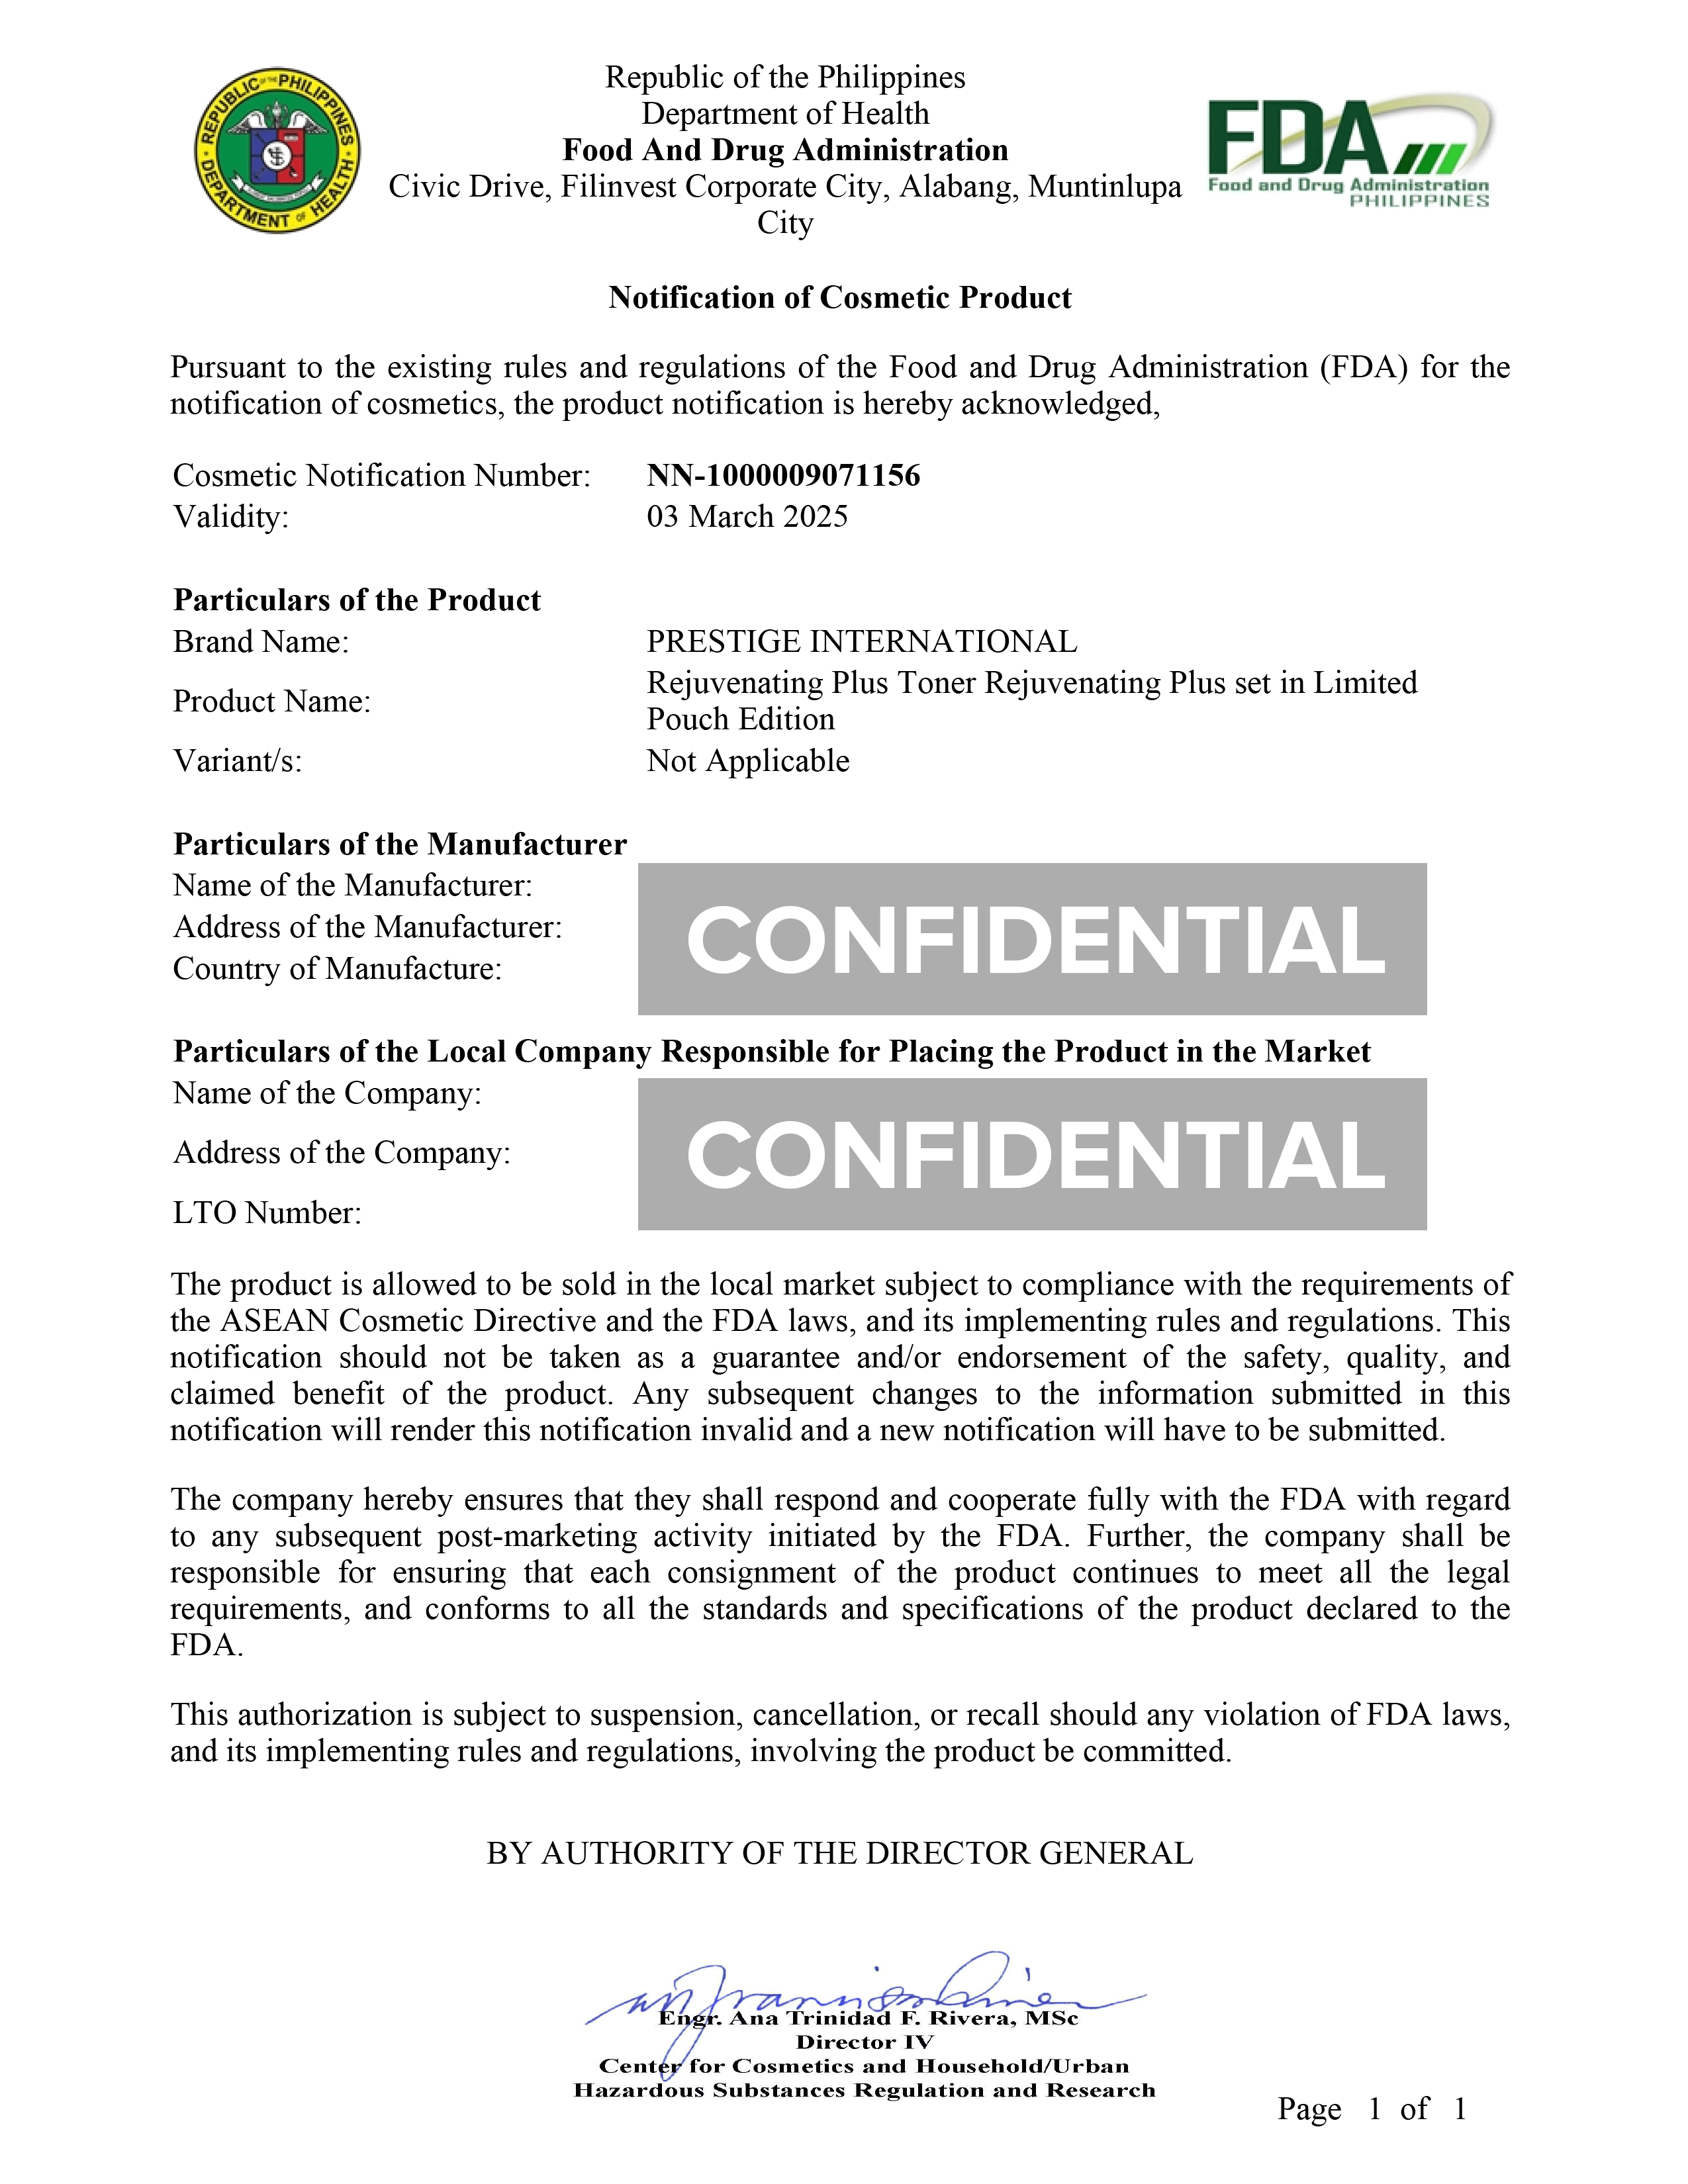 REPUBLIC OF THE PHILIPPINES
DEPARTMENT OF HEALTH
Republic of the Philippines
Department of Health
Food And Drug Administration
Civic Drive, Filinvest Corporate City, Alabang, Muntinlupa
City
FDA
Food and Drug Administration
PHILIPPINES
Notification of Cosmetic Product
Pursuant to the existing rules and regulations of the Food and Drug Administration (FDA) for the
notification of cosmetics, the product notification is hereby acknowledged,
Cosmetic Notification Number: NN-1000009071156
Validity: 03 March 2025
Particulars of the Product
Brand Name: PRESTIGE INTERNATIONAL
Product Name: Rejuvenating Plus Toner Rejuvenating Plus set in Limited
Pouch Edition
Variant/s: Not Applicable
Particulars of the Manufacturer
Name of the Manufacturer:
Address of the Manufacturer:
Country of Manufacture:
CONFIDENTIAL
Particulars of the Local Company Responsible for Placing the Product in the Market
Name of the Company:
Address of the Company:
LTO Number:
CONFIDENTIAL
The product is allowed to be sold in the local market subject to compliance with the requirements of
the ASEAN Cosmetic Directive and the FDA laws, and its implementing rules and regulations. This
notification should not be taken as a guarantee and/or endorsement of the safety, quality, and
claimed benefit of the product. Any subsequent changes to the information submitted in this
notification will render this notification invalid and a new notification will have to be submitted.
The company hereby ensures that they shall respond and cooperate fully with the FDA with regard
to any subsequent post-marketing activity initiated by the FDA. Further, the company shall be
responsible for ensuring that each consignment of the product continues to meet all the legal
requirements, and conforms to all the standards and specifications of the product declared to the
FDA.
This authorization is subject to suspension, cancellation, or recall should any violation of FDA laws,
and its implementing rules and regulations, involving the product be committed.
BY AUTHORITY OF THE DIRECTOR GENERAL
Engr. Ana Trinidad F. Rivera, MSc
Director IV
Center for Cosmetics and Household/Urban
Hazardous Substances Regulation and Research
Page 1 of 1